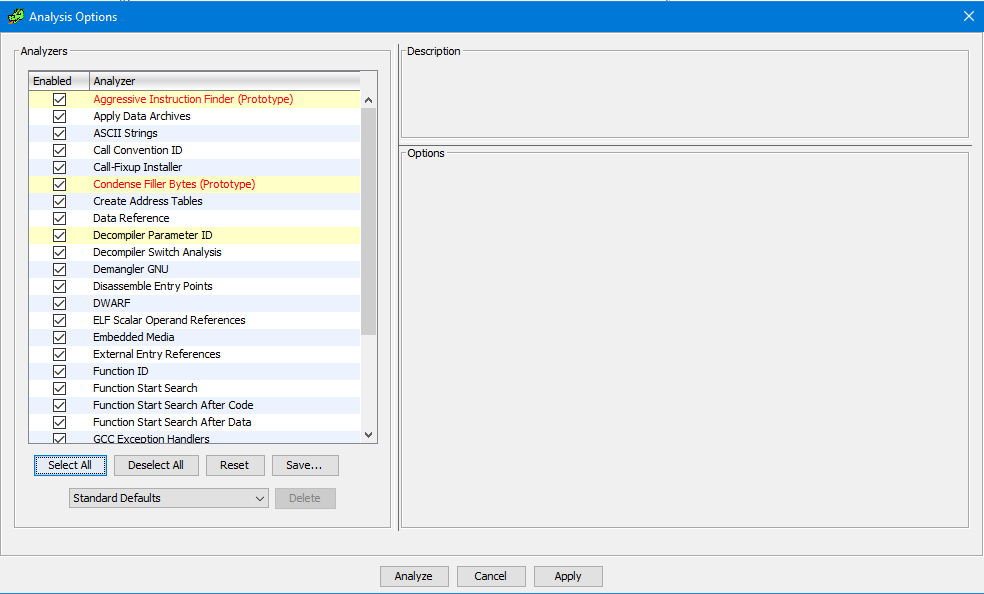 Analysis Options
Analyzers
Enabled Analyzer
Aggressive Instruction Finder (Prototype)
Apply Data Archives
ASCII Strings
Call Convention ID
Call-Fixup Installer
Condense Filler Bytes (Prototype)
Create Address Tables
Data Reference
Decompiler Parameter ID
Decompiler Switch Analysis
Demangler GNU
Disassemble Entry Points
DWARF
ELF Scalar Operand References
Embedded Media
External Entry References
Function ID
Function Start Search
Function Start Search After Code
Function Start Search After Data
GCC Exception Handlers
Select All Deselect All Reset Save...
Standard Defaults Delete
Description
Options
Analyze Cancel Apply